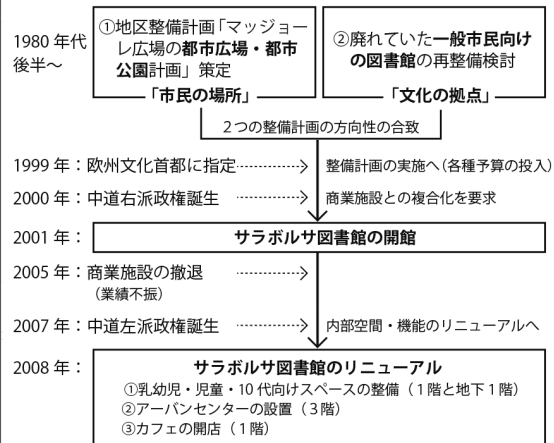 1980 年代
後半～
①地区整備計画「マッジョー
レ広場の都市広場・都市
公園計画」策定
「市民の場所」
②廃れていた一般市民向け
の図書館の再整備検討
「文化の拠点」
２つの整備計画の方向性の合致
1999 年：欧州文化首都に指定
整備計画の実施へ（各種予算の投入）
2000 年：中道右派政権誕生
商業施設との複合化を要求
2001 年：
サラボルサ図書館の開館
2005 年：商業施設の撤退
（業績不振）
2007 年：中道左派政権誕生
内部空間・機能のリニューアルへ
2008 年：
サラボルサ図書館のリニューアル
①乳幼児・児童・10 代向けスペースの整備（１階と地下１階）
②アーバンセンターの設置（３階）
③カフェの開店（１階）